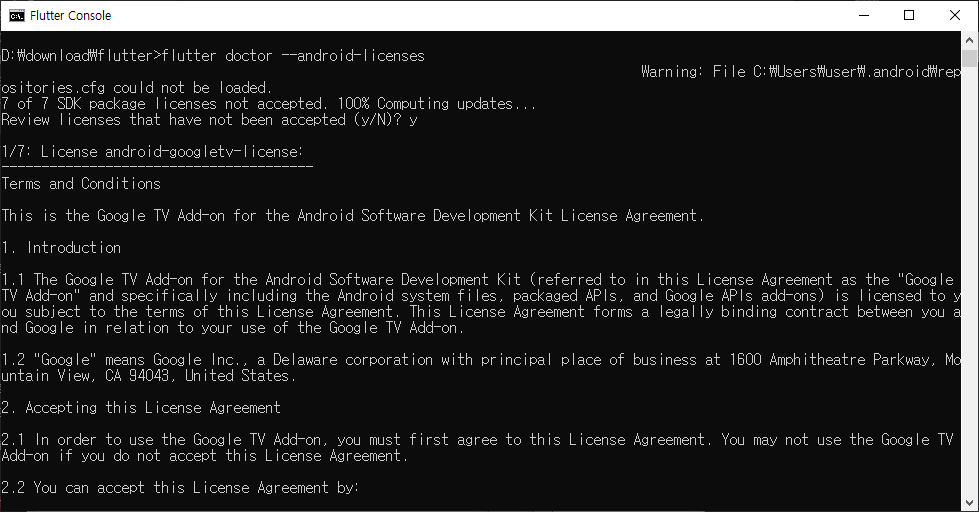 Flutter Console
D:₩download₩flutter>flutter doctor --android-licenses
Warning: File C:₩Users₩user₩.android₩rep
ositories.cfg could not be loaded.
7 of 7 SDK package licenses not accepted. 100% Computing updates...
Review licenses that have not been accepted (y/N)? y
1/7: License android-googletv-license:
---------------------------------------
Terms and Conditions
This is the Google TV Add-on for the Android Software Development Kit License Agreement.
1. Introduction
1.1 The Google TV Add-on for the Android Software Development Kit (referred to in this License Agreement as the "Google
TV Add-on" and specifically including the Android system files, packaged APIs, and Google APIs add-ons) is licensed to y
ou subject to the terms of this License Agreement. This License Agreement forms a legally binding contract between you a
nd Google in relation to your use of the Google TV Add-on.
1.2 "Google" means Google Inc., a Delaware corporation with principal place of business at 1600 Amphitheatre Parkway, Mo
untain View, CA 94043, United States.
2. Accepting this License Agreement
2.1 In order to use the Google TV Add-on, you must first agree to this License Agreement. You may not use the Google TV
Add-on if you do not accept this License Agreement.
2.2 You can accept this License Agreement by: